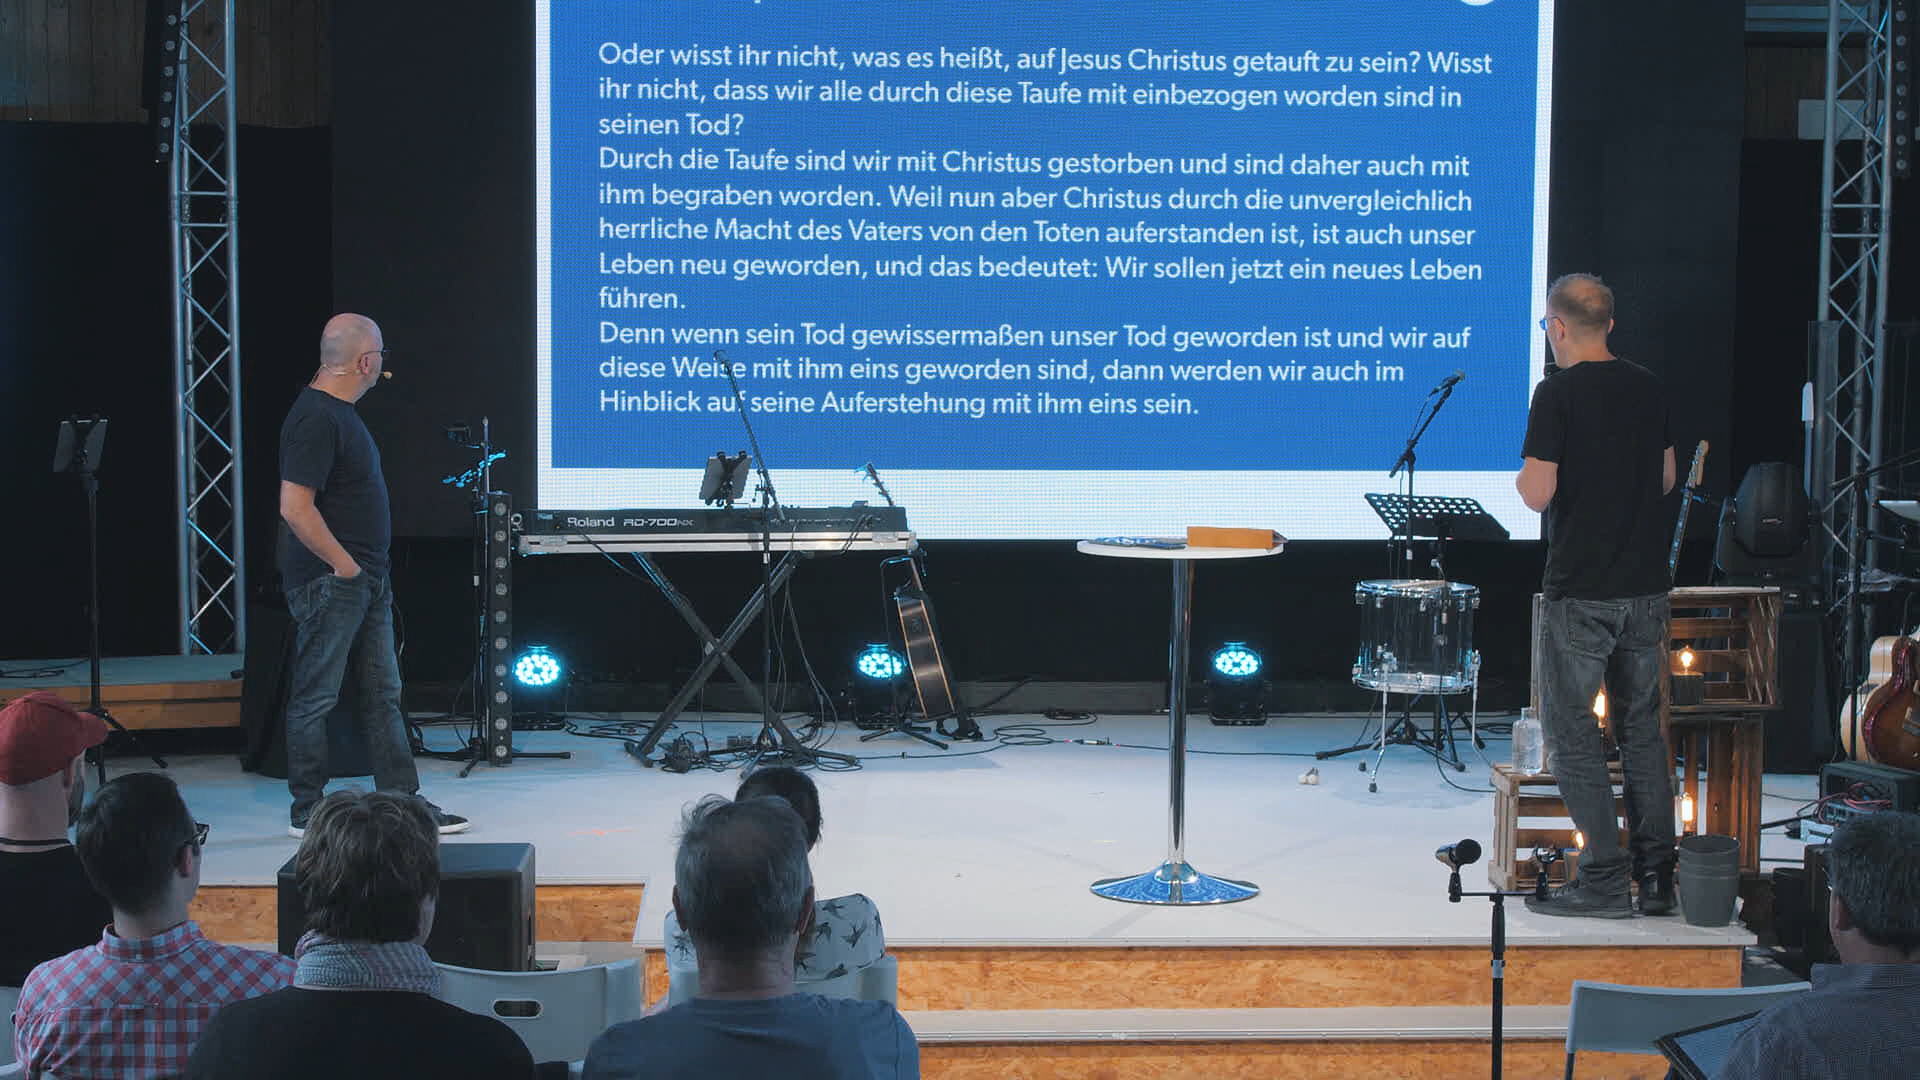 Oder wisst ihr nicht, was es heißt, auf Jesus Christus getauft zu sein? Wisst
ihr nicht, dass wir alle durch diese Taufe mit einbezogen worden sind in
seinen Tod?
Durch die Taufe sind wir mit Christus gestorben und sind daher auch mit
ihm begraben worden. Weil nun aber Christus durch die unvergleichlich
herrliche Macht des Vaters von den Toten auferstanden ist, ist auch unser
Leben neu geworden, und das bedeutet: Wir sollen jetzt ein neues Leben
führen.
Denn wenn sein Tod gewissermaßen unser Tod geworden ist und wir auf
diese Weise mit ihm eins geworden sind, dann werden wir auch im
Hinblick auf seine Auferstehung mit ihm eins sein.
Roland RD-700NX